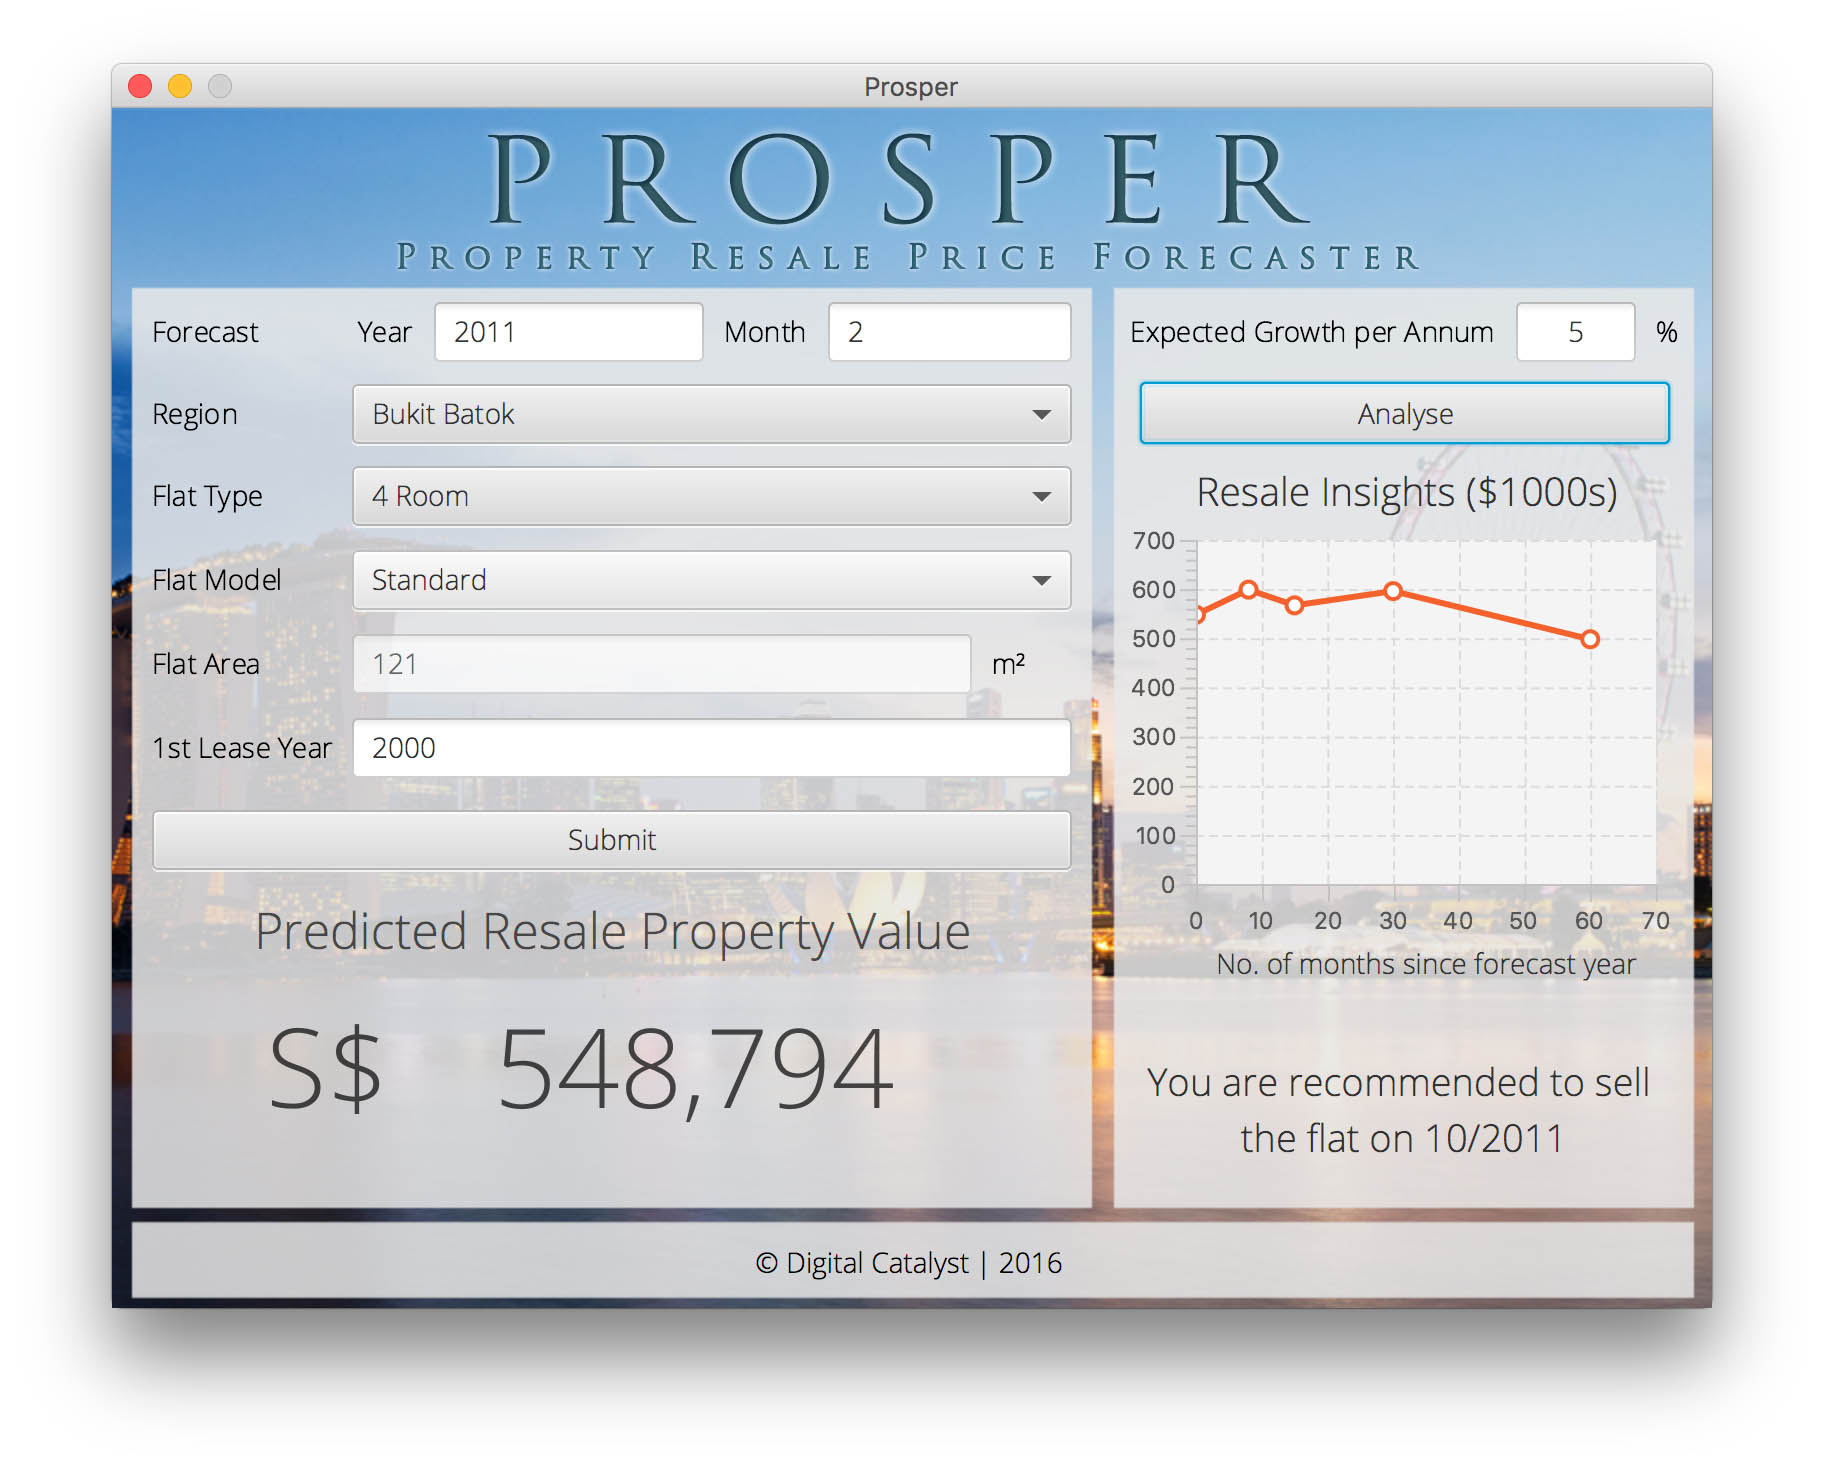 Prosper
PROSPER
PROPERTY RESALE PRICE FORECASTER
Forecast Year 2011 Month 2
Region Bukit Batok
Flat Type 4 Room
Flat Model Standard
Flat Area 121 m²
1st Lease Year 2000
Submit
Predicted Resale Property Value
S$ 548,794
Expected Growth per Annum 5 %
Analyse
Resale Insights ($1000s)
700
600
500
400
300
200
100
0
0 10 20 30 40 50 60 70
No. of months since forecast year
You are recommended to sell
the flat on 10/2011
© Digital Catalyst | 2016